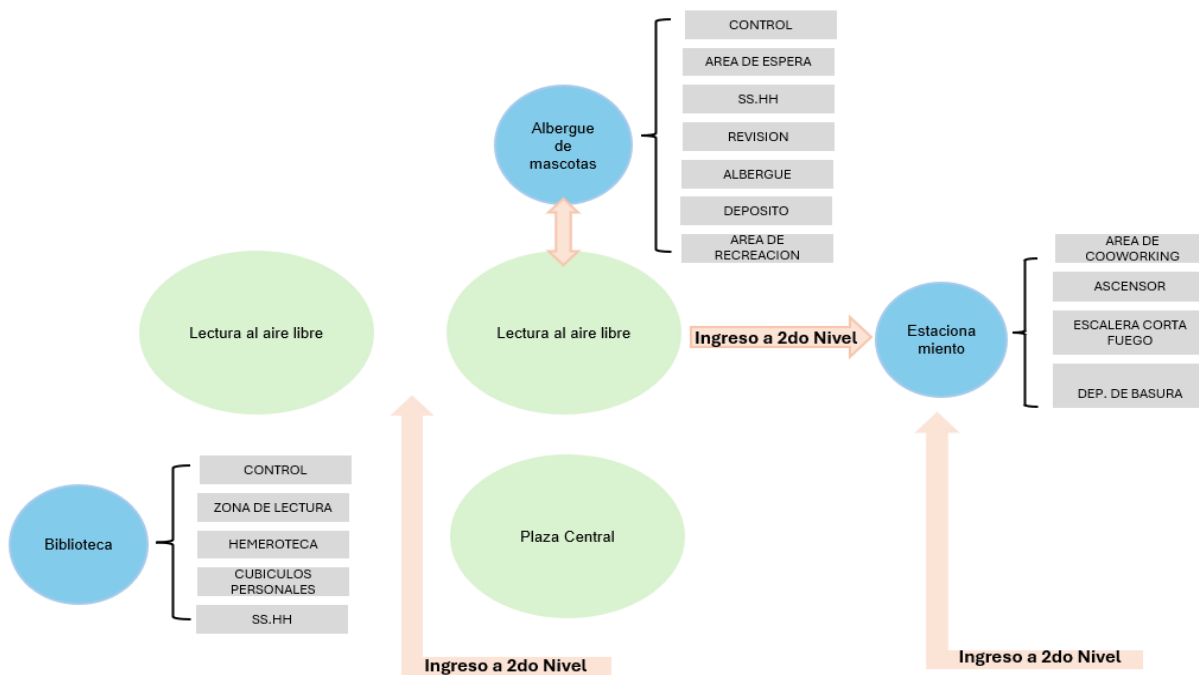 CONTROL
AREA DE ESPERA
SS.HH
REVISION
ALBERGUE
DEPOSITO
AREA DE
RECREACION
Albergue
de
mascotas
Lectura al aire libre
Lectura al aire libre
Ingreso a 2do Nivel
Estaciona
miento
AREA DE
COOWORKING
ASCENSOR
ESCALERA CORTA
FUEGO
DEP. DE BASURA
Biblioteca
CONTROL
ZONA DE LECTURA
HEMEROTECA
CUBICULOS
PERSONALES
SS.HH
Plaza Central
Ingreso a 2do Nivel
Ingreso a 2do Nivel